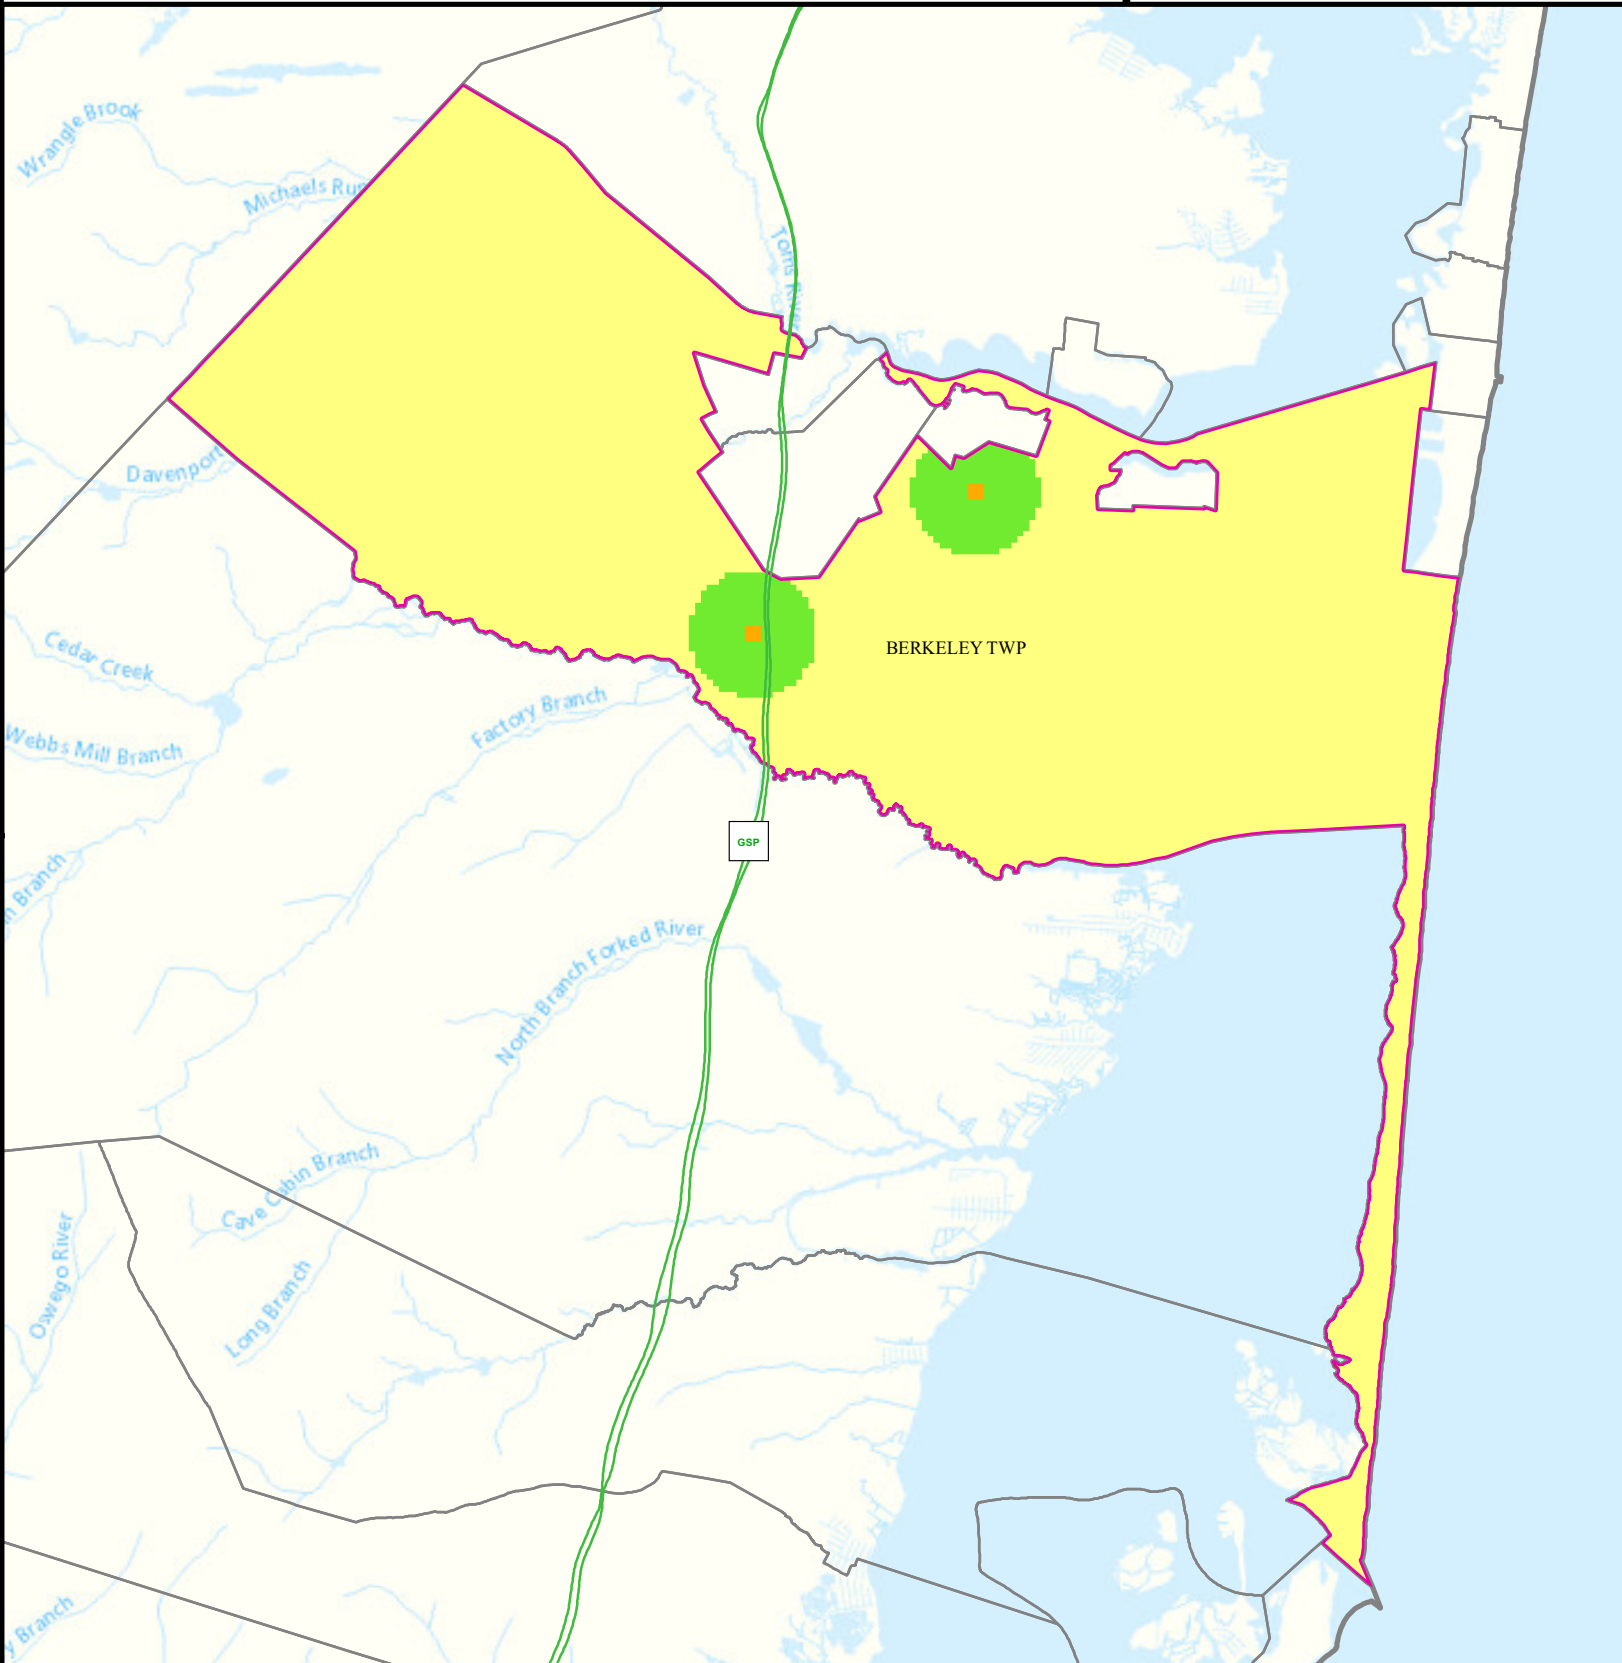 Wrangle Brook
Michaels Run
Toms River
Davenport
BERKELEY TWP
Cedar Creek
Factory Branch
Webbs Mill Branch
GSP
n Branch
North Branch Forked River
Cave Cabin Branch
Oswego River
Long Branch
y Branch